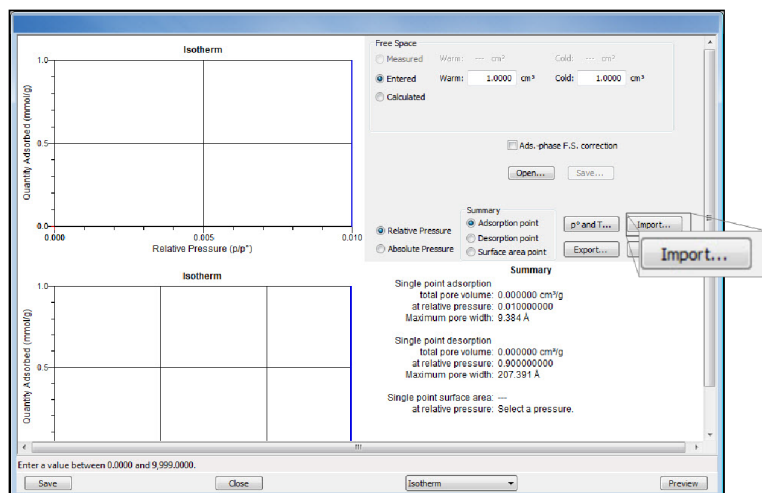 Isotherm
1.0
0.5
0.0
0.000
0.005
0.010
Quantity Adsorbed (mmol/g)
Relative Pressure (p/p°)
Free Space
Measured Warm: --- cm³ Cold: --- cm³
Entered Warm: 1.0000 cm³ Cold: 1.0000 cm³
Calculated
Ads.-phase F.S. correction
Open... Save...
Relative Pressure
Absolute Pressure
Summary
Adsorption point
Desorption point
Surface area point
p° and T... Import...
Export...
Import...
Isotherm
1.0
0.5
Quantity Adsorbed (mmol/g)
Summary
Single point adsorption
total pore volume: 0.000000 cm³/g
at relative pressure: 0.010000000
Maximum pore width: 9.384 Å
Single point desorption
total pore volume: 0.000000 cm³/g
at relative pressure: 0.900000000
Maximum pore width: 207.391 Å
Single point surface area: ---
at relative pressure: Select a pressure.
Enter a value between 0.0000 and 9,999.0000.
Save Close Isotherm Preview